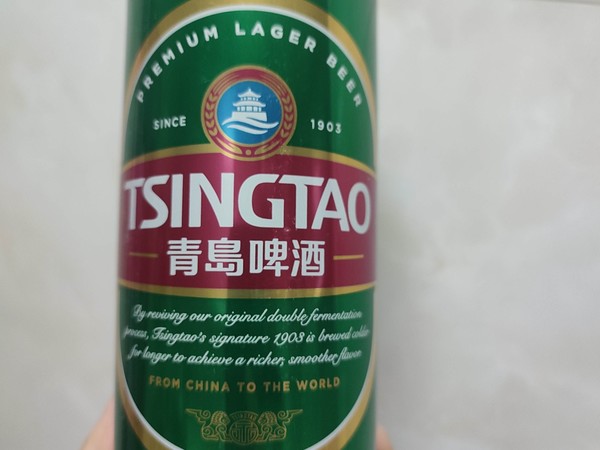 PREMIUM LAGER BEER
SINCE 1903
TSINGTAO
青島啤酒
By reviving our original double fermentation
process, Tsingtao's signature 1903 is brewed colder
for longer to achieve a richer, smoother flavor
FROM CHINA TO THE WORLD